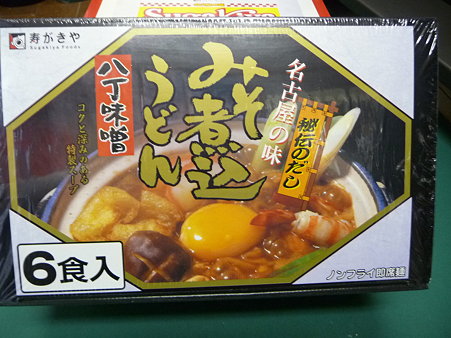 寿がきや
Sugakiya Foods
名古屋の味
秘伝のだし
みそ煮込
うどん
八丁味噌
コクと深みのある
特製スープ
6食入
ノンフライ即席麺